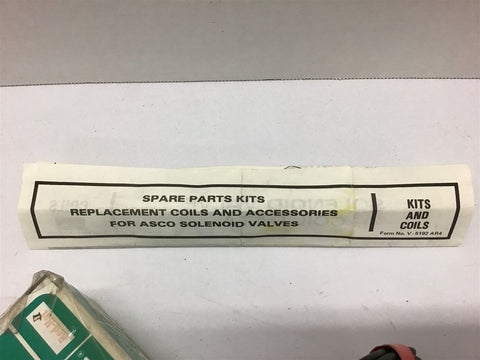 SPARE PARTS KITS
REPLACEMENT COILS AND ACCESSORIES
FOR ASCO SOLENOID VALVES
KITS
AND
COILS
Form No. V-5192 AR4